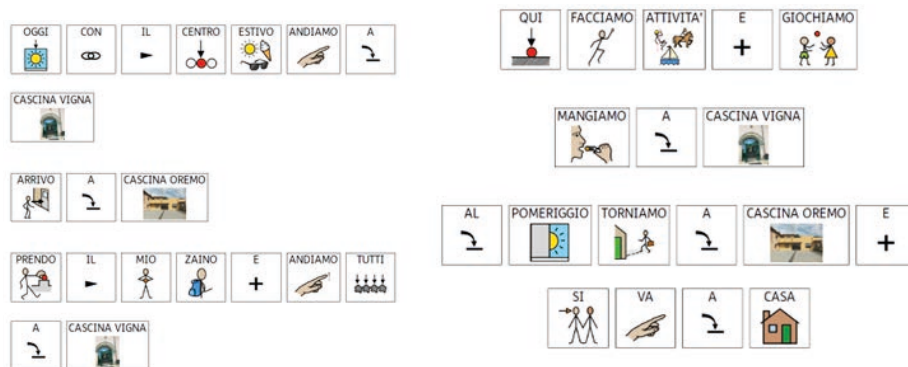 OGGI CON IL CENTRO ESTIVO ANDIAMO A
CASCINA VIGNA
ARRIVO A CASCINA OREMO
PRENDO IL MIO ZAINO E ANDIAMO TUTTI
A CASCINA VIGNA
QUI FACCIAMO ATTIVITA' E GIOCHIAMO
MANGIAMO A CASCINA VIGNA
AL POMERIGGIO TORNIAMO A CASCINA OREMO E
SI VA A CASA